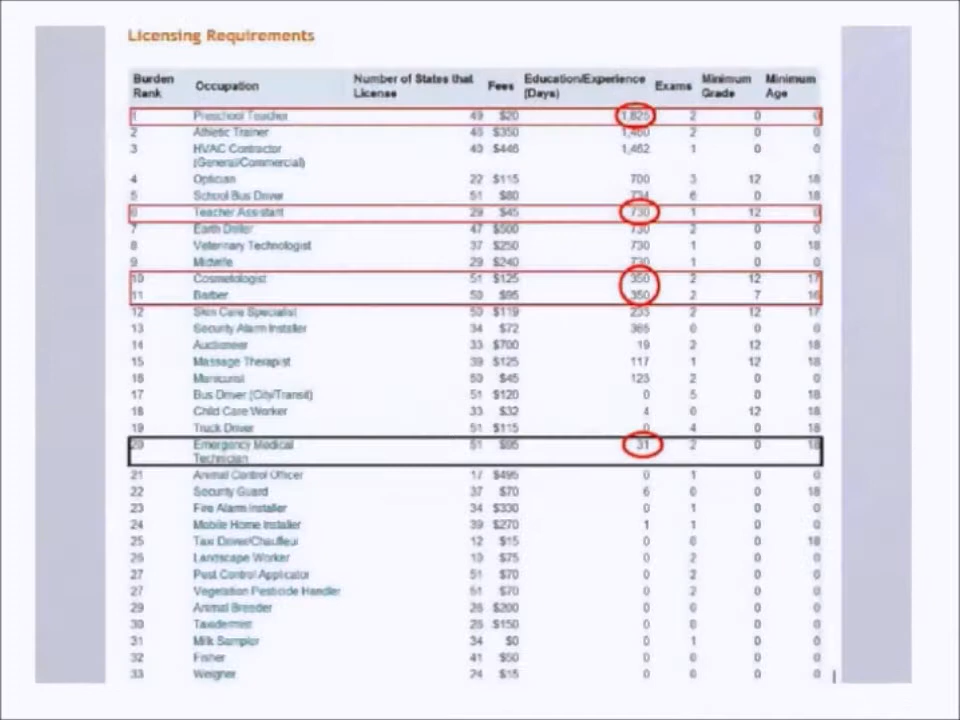 Licensing Requirements
Burden Rank Occupation Number of States that License Fees Education/Experience (Days) Exams Minimum Grade Minimum Age
1 Preschool Teacher 49 $20 1,825 2 0 0
2 Athletic Trainer $350 1,460 2 0 0
3 HVAC Contractor (General/Commercial) 40 1,462 1 0 0
4 Optician 22 $115 700 3 12 18
5 School Bus Driver 51 $80 734 6 0 18
Teacher Assistant 29 $45 730 1 12 0
7 Earth Driller 47 $500 730 2 0 0
8 Veterinary Technologist 37 $250 730 1 0 18
9 Midwife 29 $240 730 1 0 0
10 Cosmetologist 51 $125 350 2 12 17
11 Barber 50 $95 350 2 7 16
12 Skin Care Specialist 50 $119 233 2 12 17
13 Security Alarm Installer 34 $72 365 0 0 0
14 Auctioneer 33 $700 19 2 12 18
15 Massage Therapist 39 $125 117 1 12 18
16 Manicurist 50 $45 123 2 0 0
17 Bus Driver (City/Transit) 51 $120 0 5 0 18
18 Child Care Worker 33 $32 4 0 12 18
19 Truck Driver 51 $115 0 4 0 18
20 Emergency Medical Technician 51 $95 31 2 0 18
21 Animal Control Officer 17 $495 0 1 0 0
22 Security Guard 37 $70 6 0 0 18
23 Fire Alarm Installer 34 $330 0 1 0 0
24 Mobile Home Installer 39 $270 1 1 0 0
25 Taxi Driver/Chauffeur 12 $15 0 0 0 18
26 Landscape Worker 10 $75 0 2 0 0
27 Pest Control Applicator 51 $70 0 2 0 0
27 Vegetation Pesticide Handler 51 $70 0 2 0 0
29 Animal Breeder 26 $200 0 0 0 0
30 Taxidermist 26 $150 0 0 0 0
31 Milk Sampler 34 $0 0 1 0 0
32 Fisher 41 $50 0 0 0 0
33 Weigher 24 $15 0 0 0 0